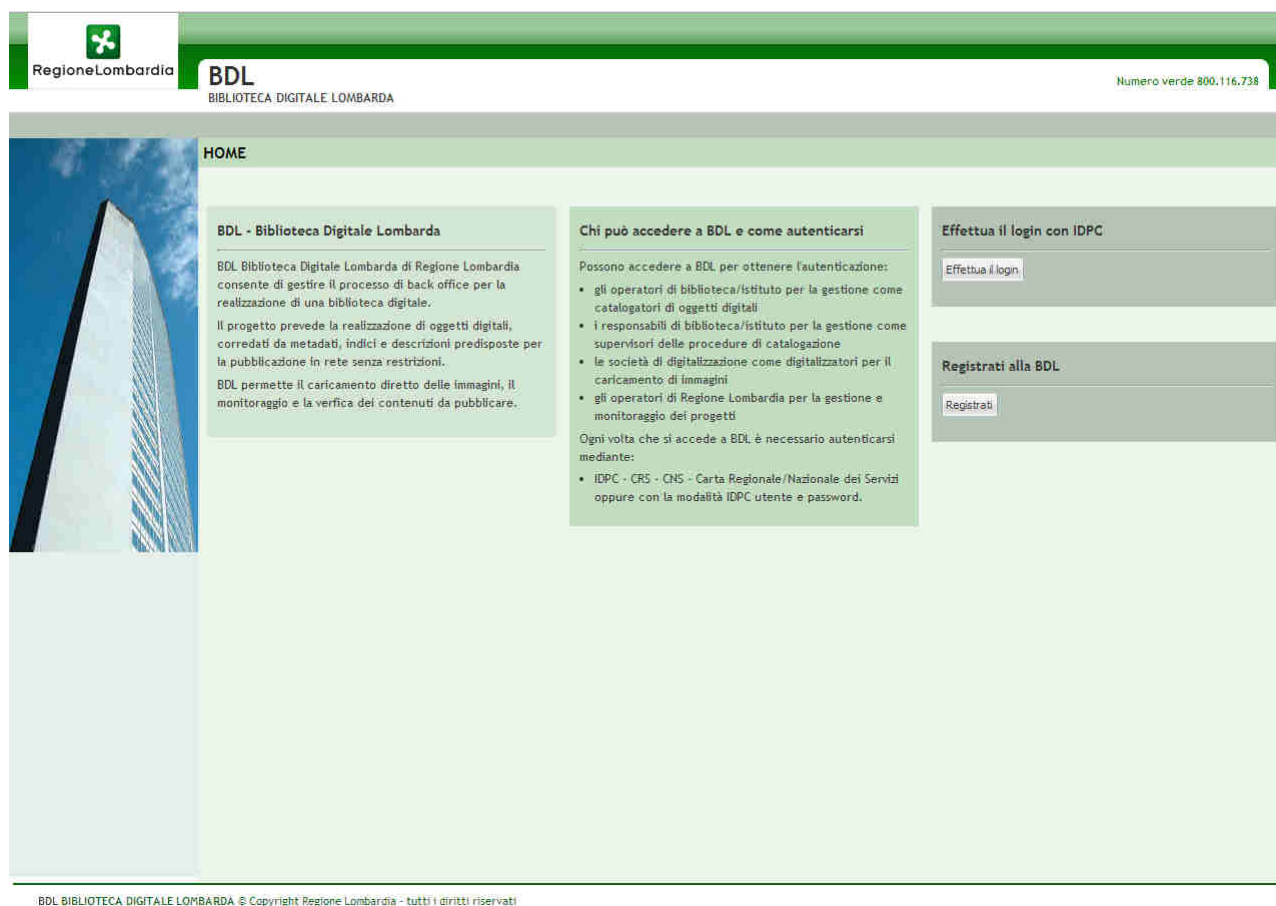 RegioneLombardia
BDL
BIBLIOTECA DIGITALE LOMBARDA
Numero verde 800.116.738
HOME
BDL - Biblioteca Digitale Lombarda
BDL Biblioteca Digitale Lombarda di Regione Lombardia
consente di gestire il processo di back office per la
realizzazione di una biblioteca digitale.
Il progetto prevede la realizzazione di oggetti digitali,
corredati da metadati, indici e descrizioni predisposte per
la pubblicazione in rete senza restrizioni.
BDL permette il caricamento diretto delle immagini, il
monitoraggio e la verfica dei contenuti da pubblicare.
Chi può accedere a BDL e come autenticarsi
Possono accedere a BDL per ottenere l'autenticazione:
• gli operatori di biblioteca/istituto per la gestione come
catalogatori di oggetti digitali
• i responsabili di biblioteca/istituto per la gestione come
supervisori delle procedure di catalogazione
• le società di digitalizzazione come digitalizzatori per il
caricamento di immagini
• gli operatori di Regione Lombardia per la gestione e
monitoraggio dei progetti
Ogni volta che si accede a BDL è necessario autenticarsi
mediante:
• IDPC - CRS - CNS - Carta Regionale/Nazionale dei Servizi
oppure con la modalità IDPC utente e password.
Effettua il login con IDPC
Effettua il login
Registrati alla BDL
Registrati
BDL BIBLIOTECA DIGITALE LOMBARDA © Copyright Regione Lombardia - tutti i diritti riservati